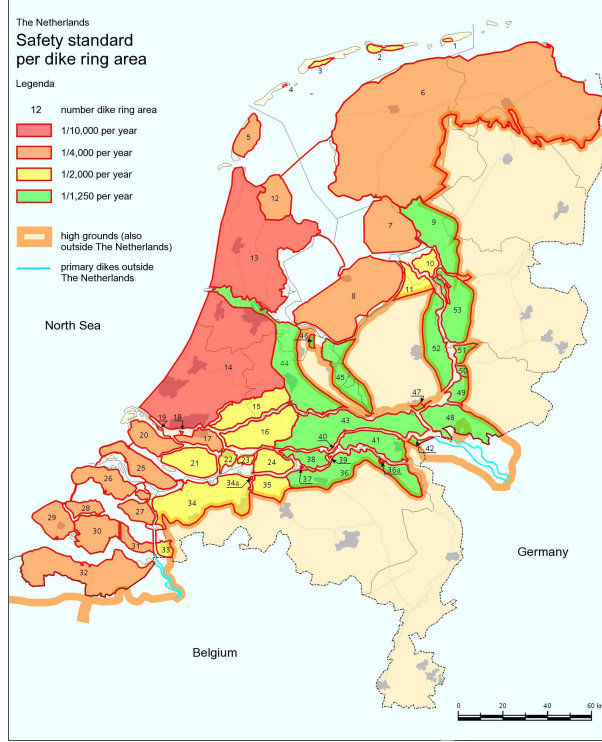 The Netherlands
Safety standard
per dike ring area
Legenda
12 number dike ring area
1/10,000 per year
1/4,000 per year
1/2,000 per year
1/1,250 per year
high grounds (also
outside The Netherlands)
primary dikes outside
The Netherlands
North Sea
Germany
Belgium
1
2
3
4
5
6
7
8
9
10
11
12
13
14
15
16
17
18
19
20
21
22
23
24
25
26
27
28
29
30
31
32
33
34
34a
35
36
36a
37
38
39
40
41
42
43
44
45
46
47
48
49
50
51
52
53
0 20 40 60 km